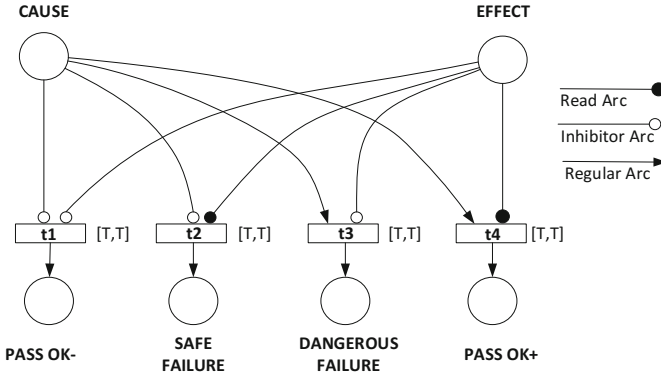 CAUSE
EFFECT
Read Arc
Inhibitor Arc
Regular Arc
t1 [T,T] t2 [T,T] t3 [T,T] t4 [T,T]
PASS OK-
SAFE
FAILURE
DANGEROUS
FAILURE
PASS OK+